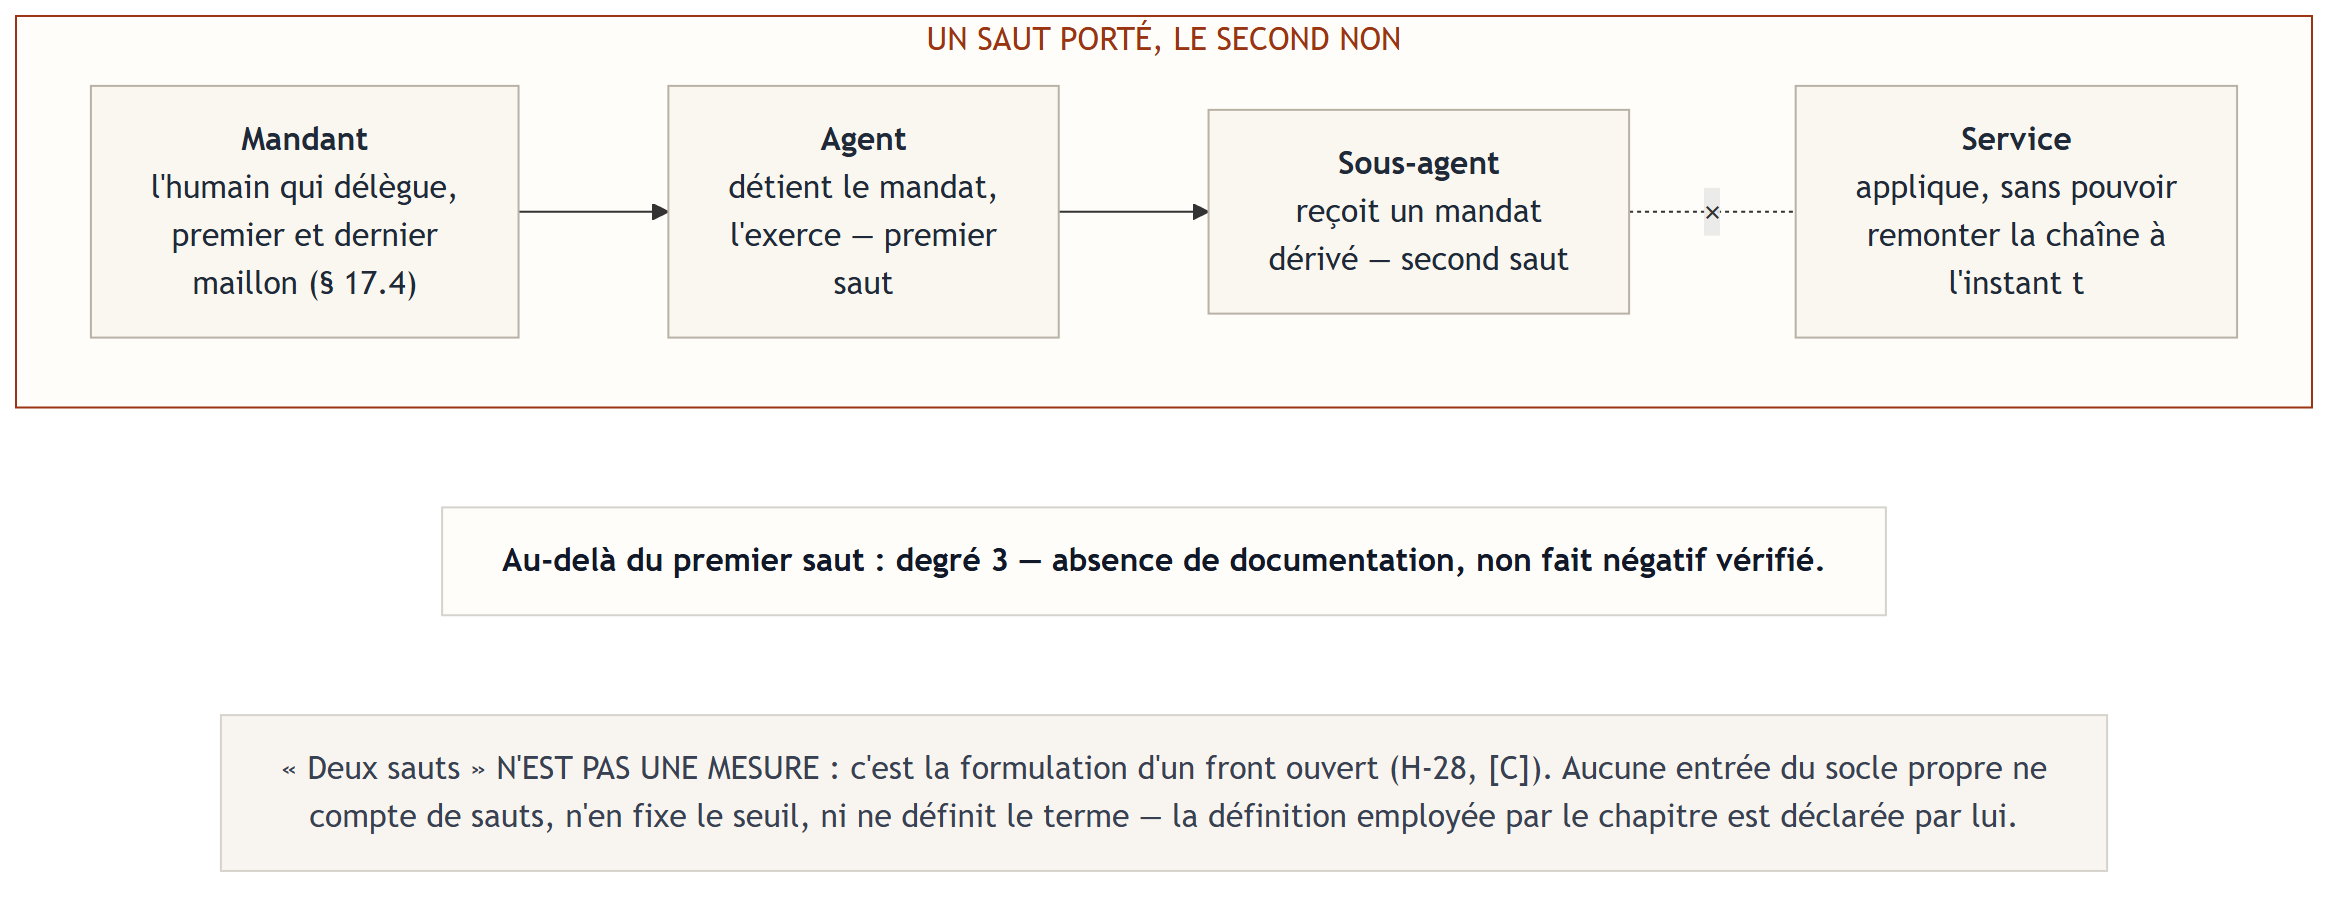 UN SAUT PORTÉ, LE SECOND NON
Mandant
l'humain qui délègue,
premier et dernier
maillon (§ 17.4)
Agent
détient le mandat,
l'exerce — premier
saut
Sous-agent
reçoit un mandat
dérivé — second saut
×
Service
applique, sans pouvoir
remonter la chaîne à
l'instant t
Au-delà du premier saut : degré 3 — absence de documentation, non fait négatif vérifié.
« Deux sauts » N'EST PAS UNE MESURE : c'est la formulation d'un front ouvert (H-28, [C]). Aucune entrée du socle propre ne
compte de sauts, n'en fixe le seuil, ni ne définit le terme — la définition employée par le chapitre est déclarée par lui.